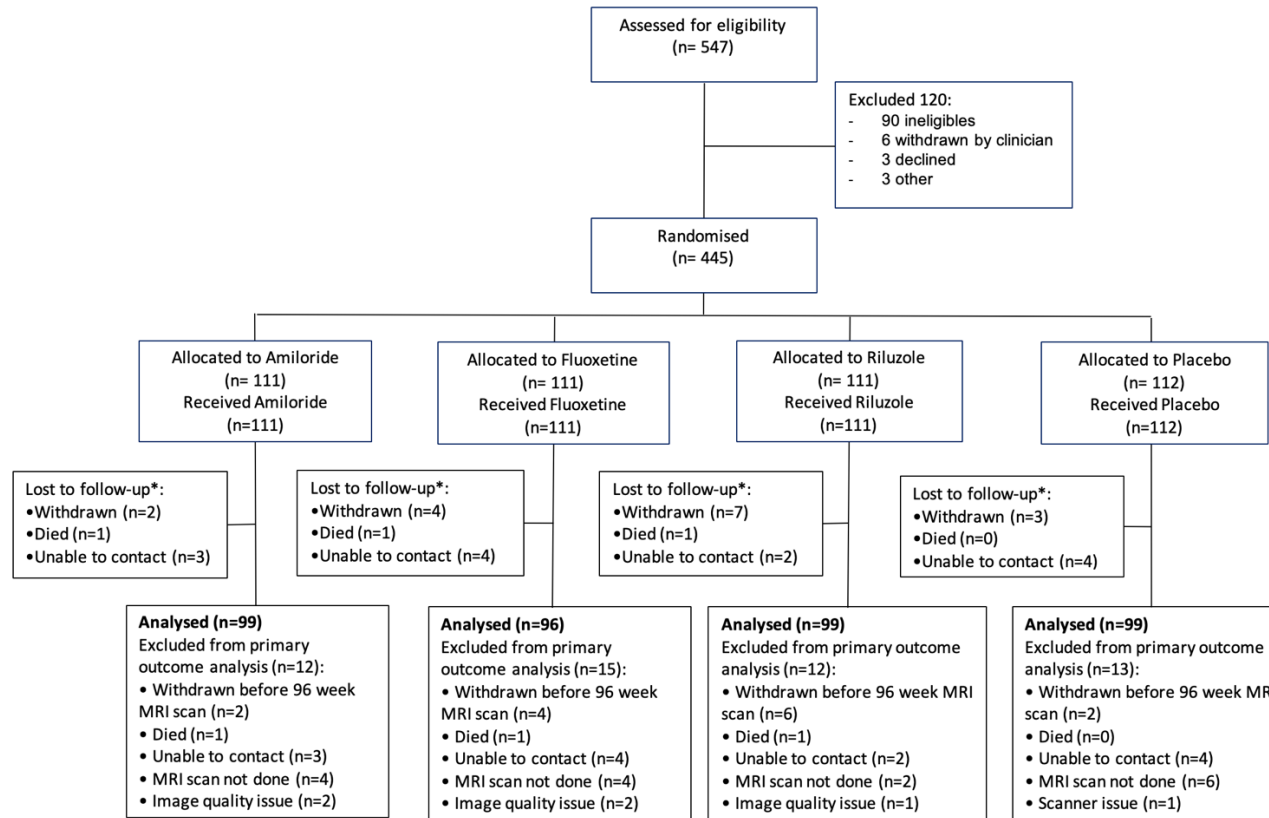 Assessed for eligibility
(n= 547)
Excluded 120:
- 90 ineligibles
- 6 withdrawn by clinician
- 3 declined
- 3 other
Randomised
(n= 445)
Allocated to Amiloride
(n= 111)
Received Amiloride
(n=111)
Allocated to Fluoxetine
(n= 111)
Received Fluoxetine
(n=111)
Allocated to Riluzole
(n= 111)
Received Riluzole
(n=111)
Allocated to Placebo
(n= 112)
Received Placebo
(n=112)
Lost to follow-up*:
•Withdrawn (n=2)
•Died (n=1)
•Unable to contact (n=3)
Lost to follow-up*:
•Withdrawn (n=4)
•Died (n=1)
•Unable to contact (n=4)
Lost to follow-up*:
•Withdrawn (n=7)
•Died (n=1)
•Unable to contact (n=2)
Lost to follow-up*:
•Withdrawn (n=3)
•Died (n=0)
•Unable to contact (n=4)
Analysed (n=99)
Excluded from primary
outcome analysis (n=12):
• Withdrawn before 96 week
MRI scan (n=2)
• Died (n=1)
• Unable to contact (n=3)
• MRI scan not done (n=4)
• Image quality issue (n=2)
Analysed (n=96)
Excluded from primary
outcome analysis (n=15):
• Withdrawn before 96 week
MRI scan (n=4)
• Died (n=1)
• Unable to contact (n=4)
• MRI scan not done (n=4)
• Image quality issue (n=2)
Analysed (n=99)
Excluded from primary outcome
analysis (n=12):
• Withdrawn before 96 week MRI
scan (n=6)
• Died (n=1)
• Unable to contact (n=2)
• MRI scan not done (n=2)
• Image quality issue (n=1)
Analysed (n=99)
Excluded from primary outcome
analysis (n=13):
• Withdrawn before 96 week MR
scan (n=2)
• Died (n=0)
• Unable to contact (n=4)
• MRI scan not done (n=6)
• Scanner issue (n=1)